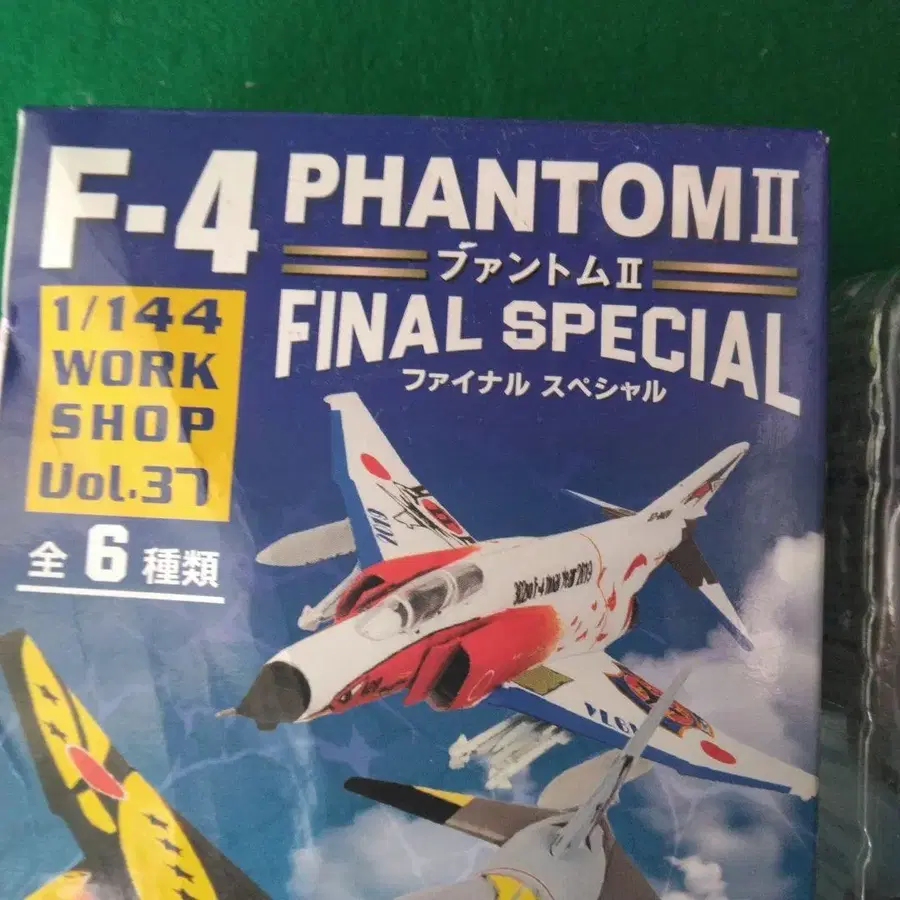 F-4
PHANTOM II
ファントムII
FINAL SPECIAL
ファイナル スペシャル
1/144
WORK
SHOP
Vol.37
全6種類
1974